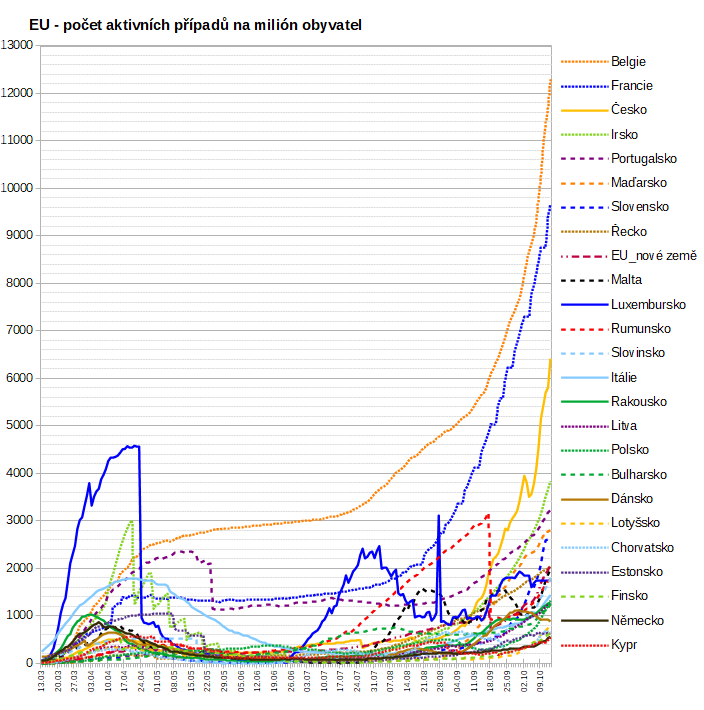 EU - počet aktivních případů na milión obyvatel
13000
12000
11000
10000
9000
8000
7000
6000
5000
4000
3000
2000
1000
0
13.03
20.03
27.03
03.04
10.04
17.04
24.04
01.05
08.05
15.05
22.05
29.05
05.06
12.06
19.06
26.06
03.07
10.07
17.07
24.07
31.07
07.08
14.08
21.08
28.08
04.09
11.09
18.09
25.09
02.10
09.10
Belgie
Francie
Česko
Irsko
Portugalsko
Maďarsko
Slovensko
Řecko
EU_nové země
Malta
Luxembursko
Rumunsko
Slovinsko
Itálie
Rakousko
Litva
Polsko
Bulharsko
Dánsko
Lotyšsko
Chorvatsko
Estonsko
Finsko
Německo
Kypr